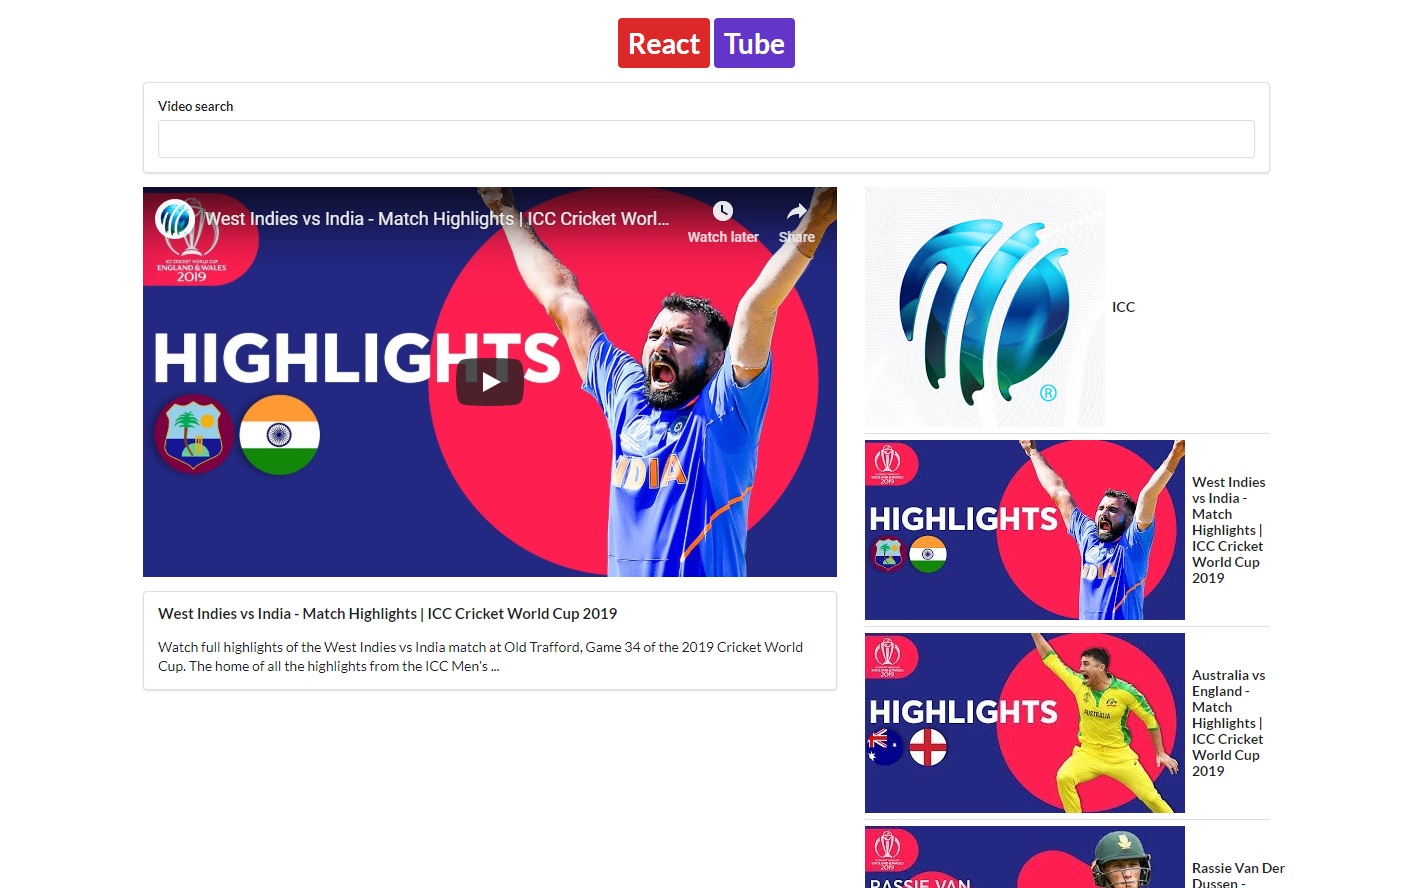 React Tube
Video search
West Indies vs India - Match Highlights | ICC Cricket Worl...
Watch later
Share
ICC CRICKET WORLD CUP
ENGLAND & WALES
2019
HIGHLIGHTS
INDIA
West Indies vs India - Match Highlights | ICC Cricket World Cup 2019
Watch full highlights of the West Indies vs India match at Old Trafford, Game 34 of the 2019 Cricket World
Cup. The home of all the highlights from the ICC Men's ...
®
ICC
2019
HIGHLIGHTS
INDIA
West Indies
vs India -
Match
Highlights |
ICC Cricket
World Cup
2019
2019
HIGHLIGHTS
AUSTRALIA
Australia vs
England -
Match
Highlights |
ICC Cricket
World Cup
2019
2019
RASSIE VAN
Rassie Van Der
Dussen -